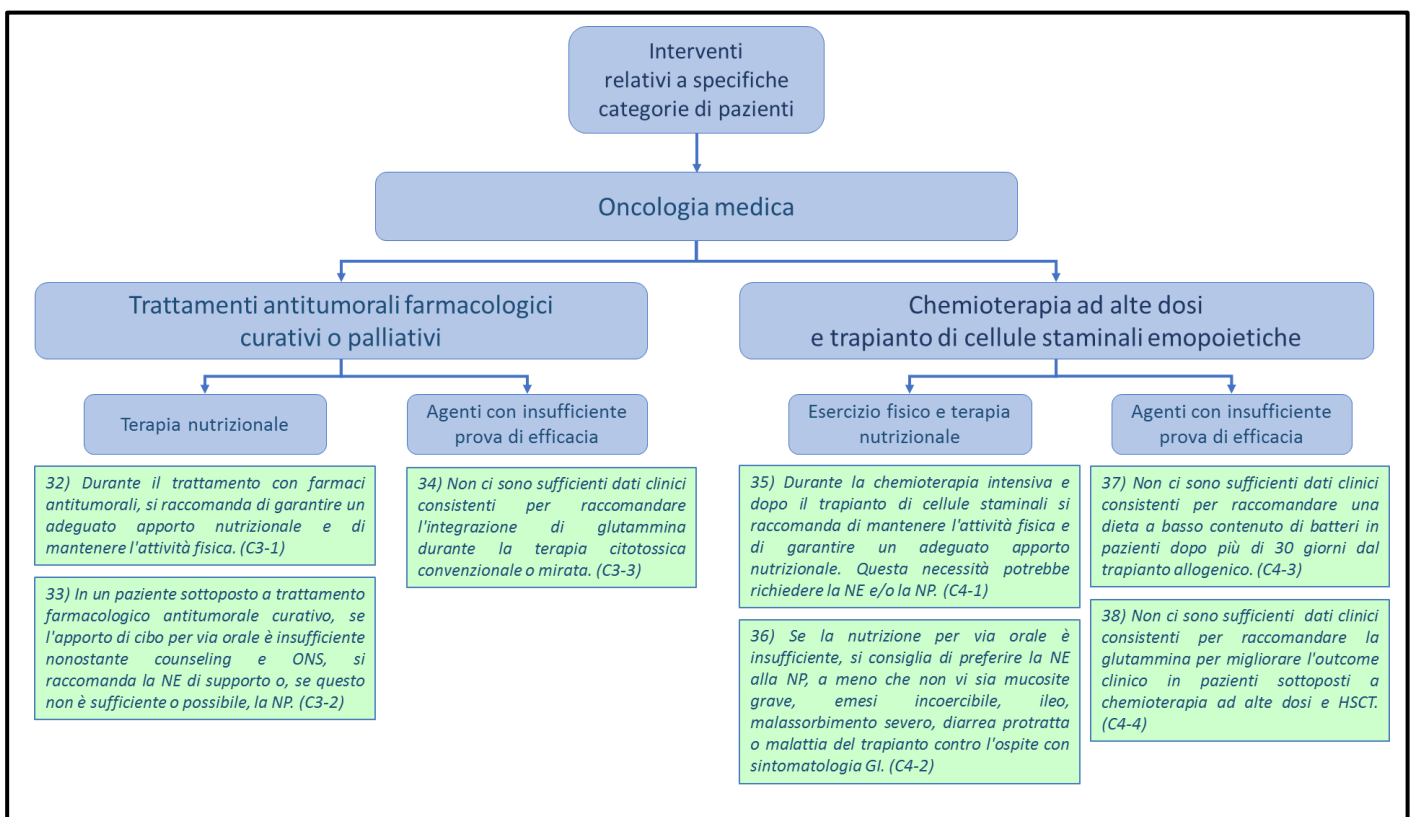 Interventi
relativi a specifiche
categorie di pazienti
Oncologia medica
Trattamenti antitumorali farmacologici
curativi o palliativi
Chemioterapia ad alte dosi
e trapianto di cellule staminali emopoietiche
Terapia nutrizionale
Agenti con insufficiente
prova di efficacia
Esercizio fisico e terapia
nutrizionale
Agenti con insufficiente
prova di efficacia
32) Durante il trattamento con farmaci
antitumorali, si raccomanda di garantire un
adeguato apporto nutrizionale e di
mantenere l'attività fisica. (C3-1)
33) In un paziente sottoposto a trattamento
farmacologico antitumorale curativo, se
l'apporto di cibo per via orale è insufficiente
nonostante counseling e ONS, si
raccomanda la NE di supporto o, se questo
non è sufficiente o possibile, la NP. (C3-2)
34) Non ci sono sufficienti dati clinici
consistenti per raccomandare
l'integrazione di glutammina
durante la terapia citotossica
convenzionale o mirata. (C3-3)
35) Durante la chemioterapia intensiva e
dopo il trapianto di cellule staminali si
raccomanda di mantenere l'attività fisica e
di garantire un adeguato apporto
nutrizionale. Questa necessità potrebbe
richiedere la NE e/o la NP. (C4-1)
36) Se la nutrizione per via orale è
insufficiente, si consiglia di preferire la NE
alla NP, a meno che non vi sia mucosite
grave, emesi incoercibile, ileo,
malassorbimento severo, diarrea protratta
o malattia del trapianto contro l'ospite con
sintomatologia GI. (C4-2)
37) Non ci sono sufficienti dati clinici
consistenti per raccomandare una
dieta a basso contenuto di batteri in
pazienti dopo più di 30 giorni dal
trapianto allogenico. (C4-3)
38) Non ci sono sufficienti dati clinici
consistenti per raccomandare la
glutammina per migliorare l'outcome
clinico in pazienti sottoposti a
chemioterapia ad alte dosi e HSCT.
(C4-4)